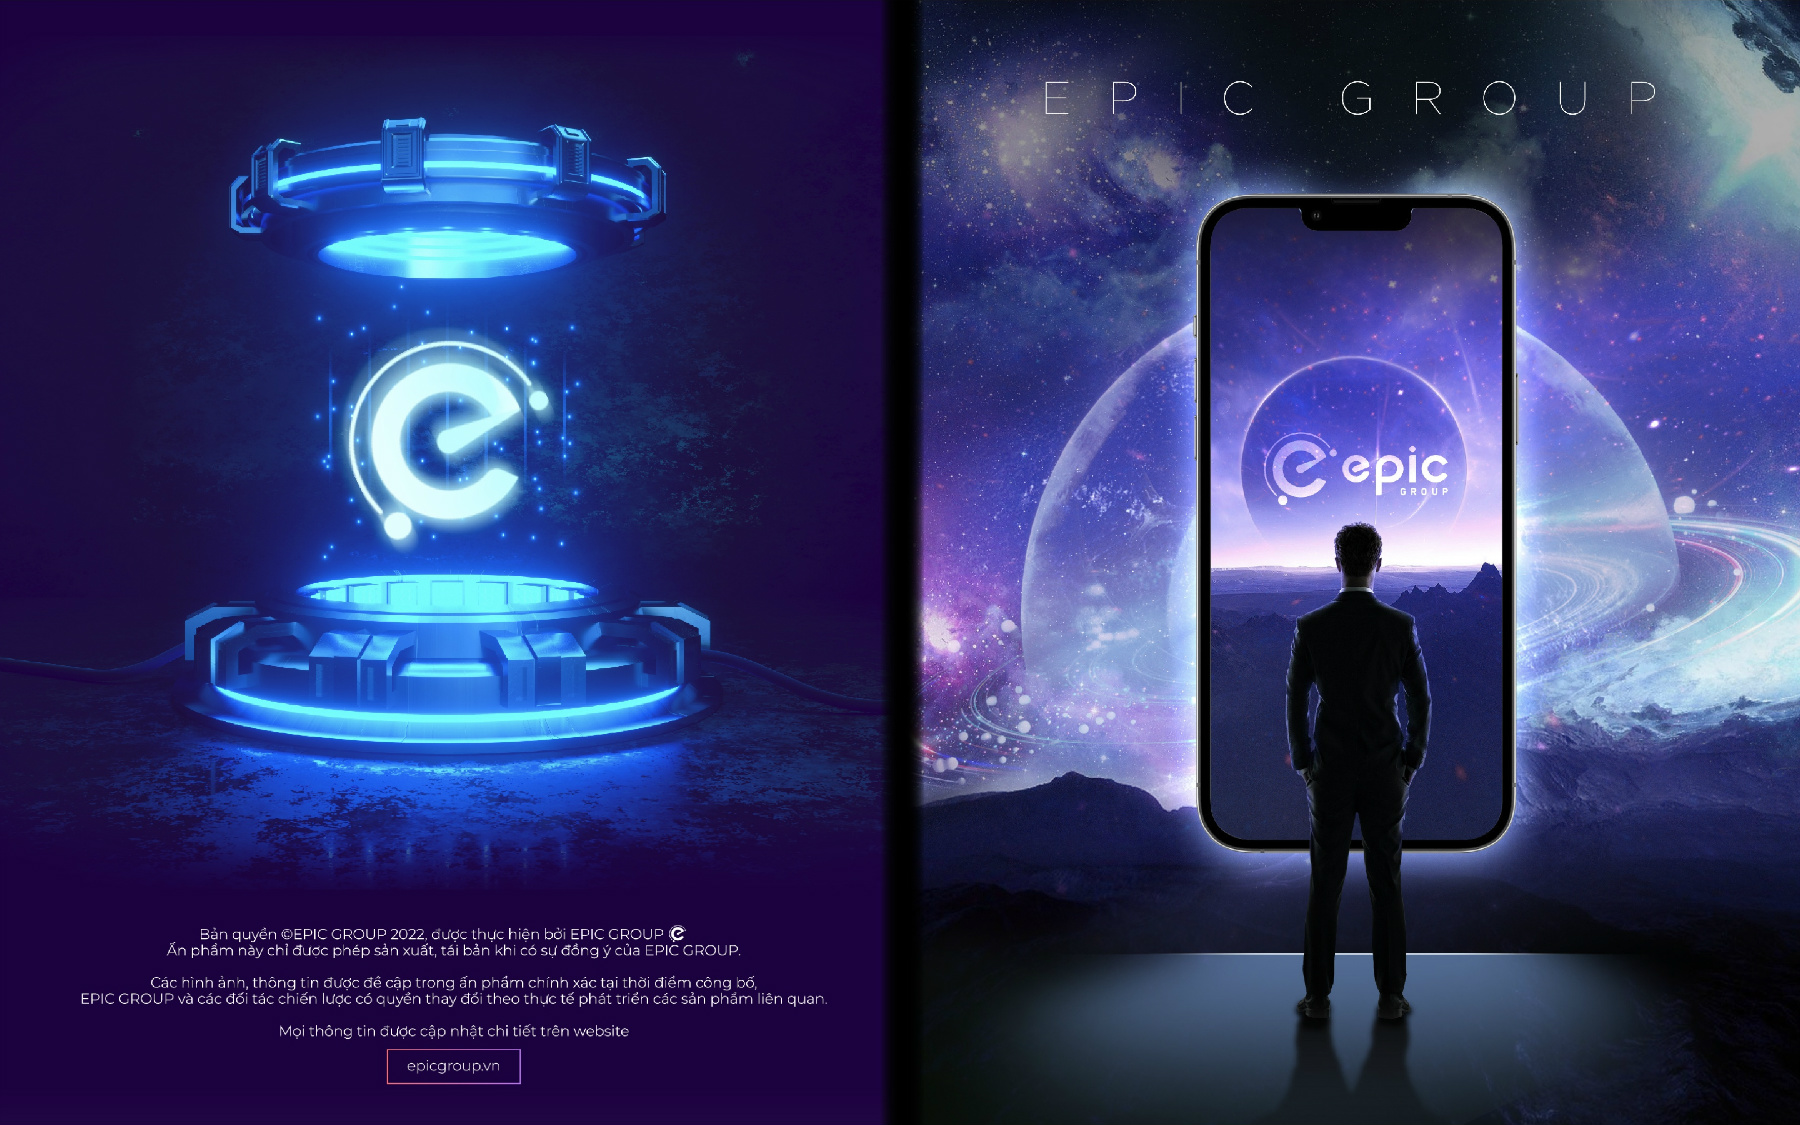 Bản quyền ©EPIC GROUP 2022, được thực hiện bởi EPIC GROUP
Ấn phẩm này chỉ được phép sản xuất, tái bản khi có sự đồng ý của EPIC GROUP.
Các hình ảnh, thông tin được đề cập trong ấn phẩm chính xác tại thời điểm công bố,
EPIC GROUP và các đối tác chiến lược có quyền thay đổi theo thực tế phát triển các sản phẩm liên quan.
Mọi thông tin được cập nhật chi tiết trên website
epicgroup.vn
EPIC GROUP
epic
GROUP